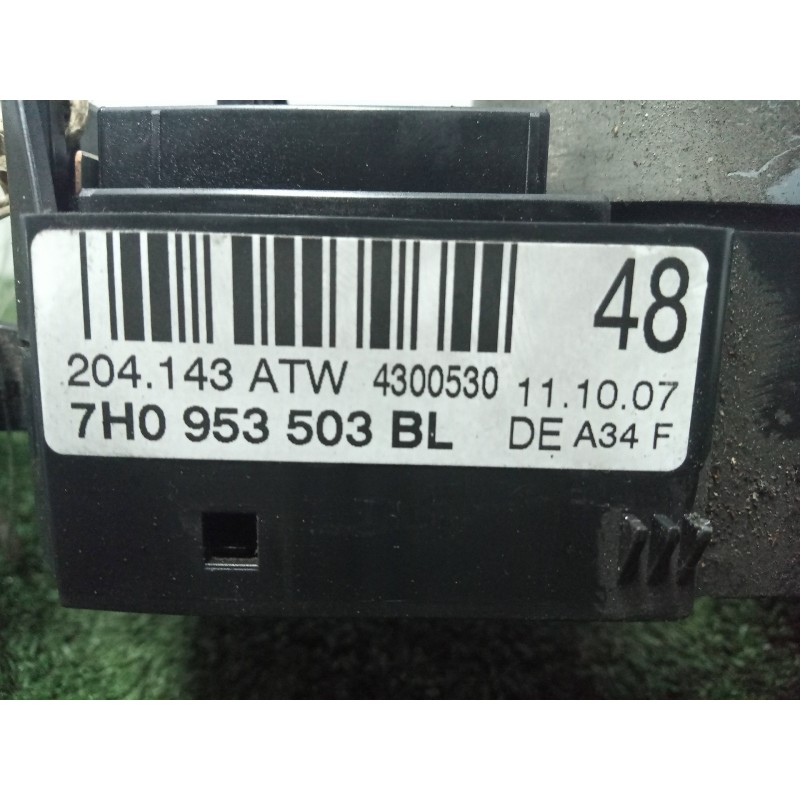 48
204.143 ATW 4300530 11.10.07
7H0 953 503 BL DE A34 F